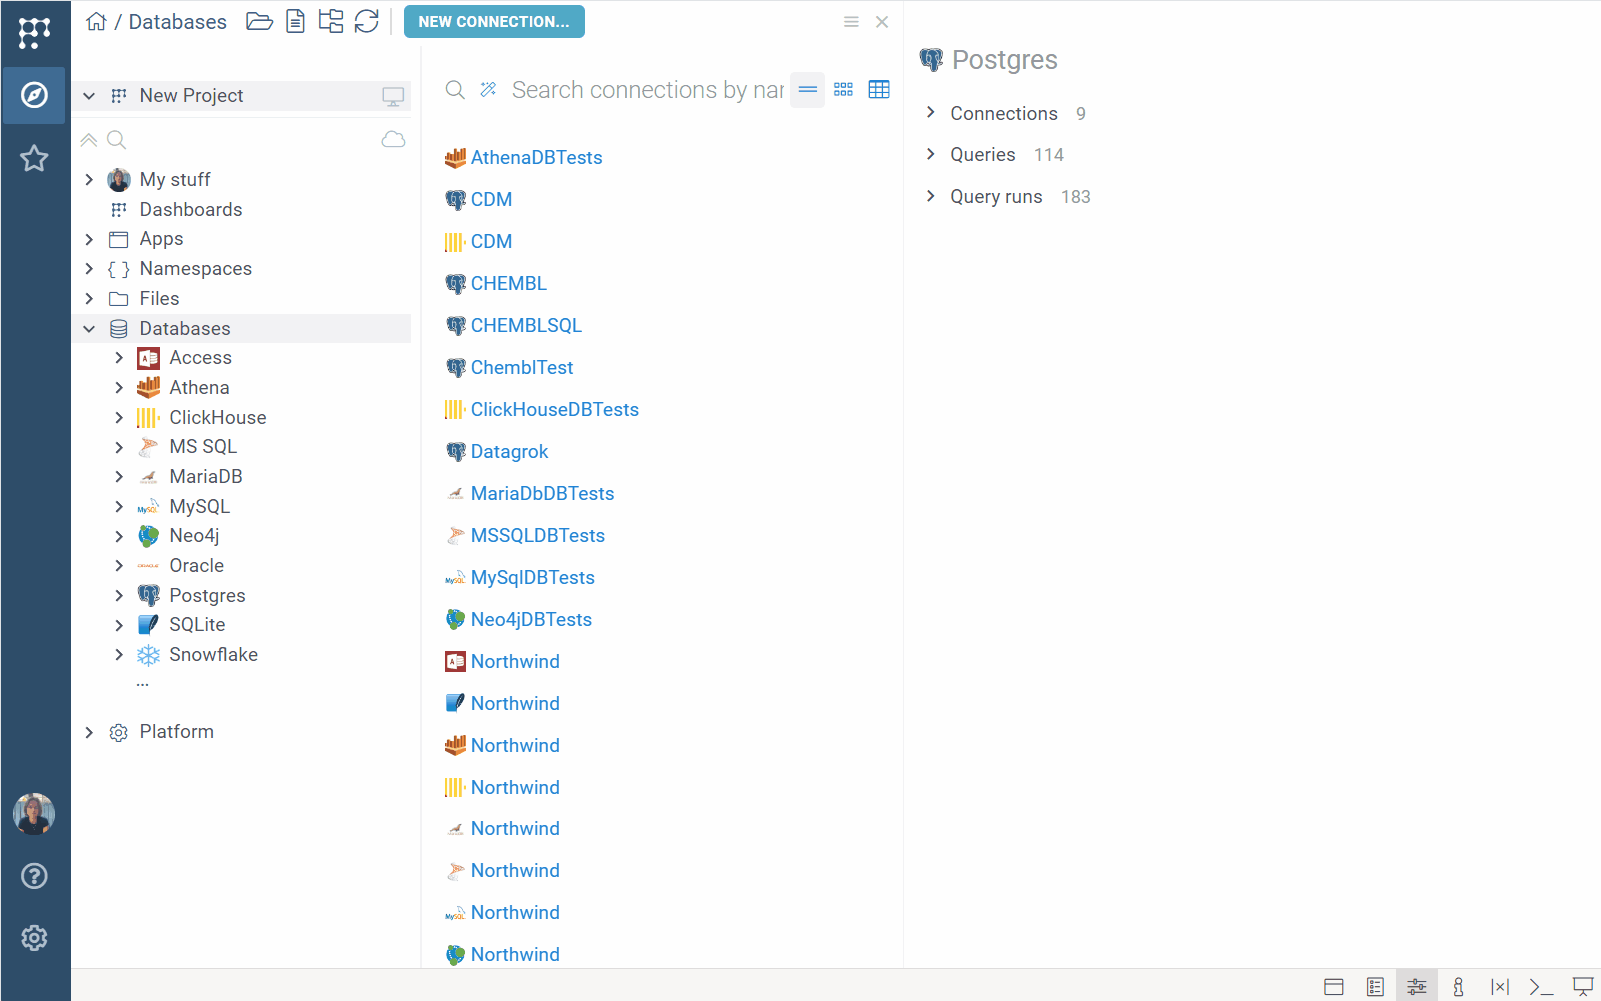 / Databases
NEW CONNECTION...
New Project
My stuff
Dashboards
Apps
Namespaces
Files
Databases
Access
Athena
ClickHouse
MS SQL
MariaDB
MySQL
Neo4j
Oracle
Postgres
SQLite
Snowflake
...
Platform
Search connections by nar
AthenaDBTests
CDM
CDM
CHEMBL
CHEMBLSQL
ChemblTest
ClickHouseDBTests
Datagrok
MariaDbDBTests
MSSQLDBTests
MySqlDBTests
Neo4jDBTests
Northwind
Northwind
Northwind
Northwind
Northwind
Northwind
Northwind
Northwind
Postgres
Connections 9
Queries 114
Query runs 183